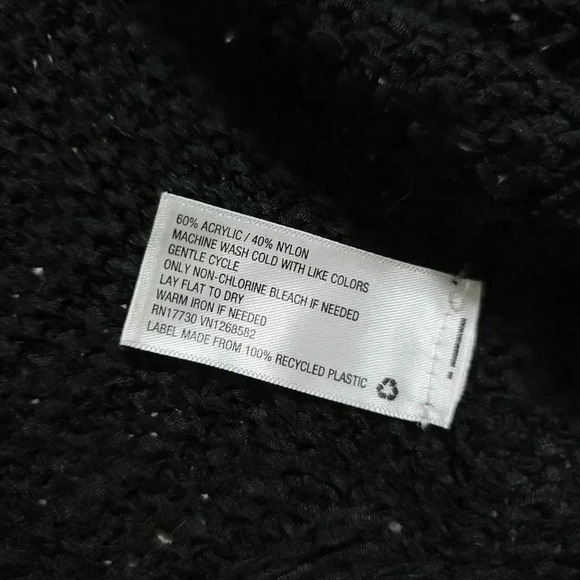 60% ACRYLIC / 40% NYLON
MACHINE WASH COLD WITH LIKE COLORS
GENTLE CYCLE
ONLY NON-CHLORINE BLEACH IF NEEDED
LAY FLAT TO DRY
WARM IRON IF NEEDED
RN17730 VN1268582
LABEL MADE FROM 100% RECYCLED PLASTIC